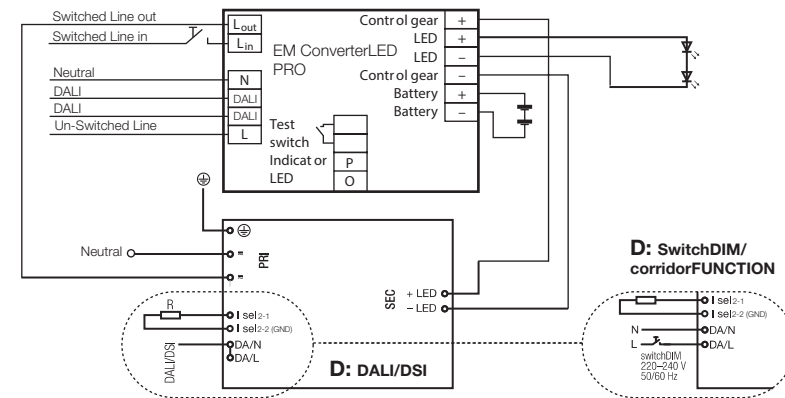 Switched Line out
Switched Line in
Neutral
DALI
DALI
Un-Switched Line
Lout
Lin
N
DALI
DALI
L
EM ConverterLED
PRO
Test
switch
Indicat or
LED
P
O
Control gear +
LED +
LED –
Control gear –
Battery +
Battery –
Neutral
~
~
PRI
SEC
+ LED
– LED
R
I sel2-1
I sel2-2 (GND)
DA/N
DA/L
DALI/DSI
D: DALI/DSI
D: SwitchDIM/
corridorFUNCTION
I sel2-1
I sel2-2 (GND)
N
DA/N
L
DA/L
switchDIM
220–240 V
50/60 Hz